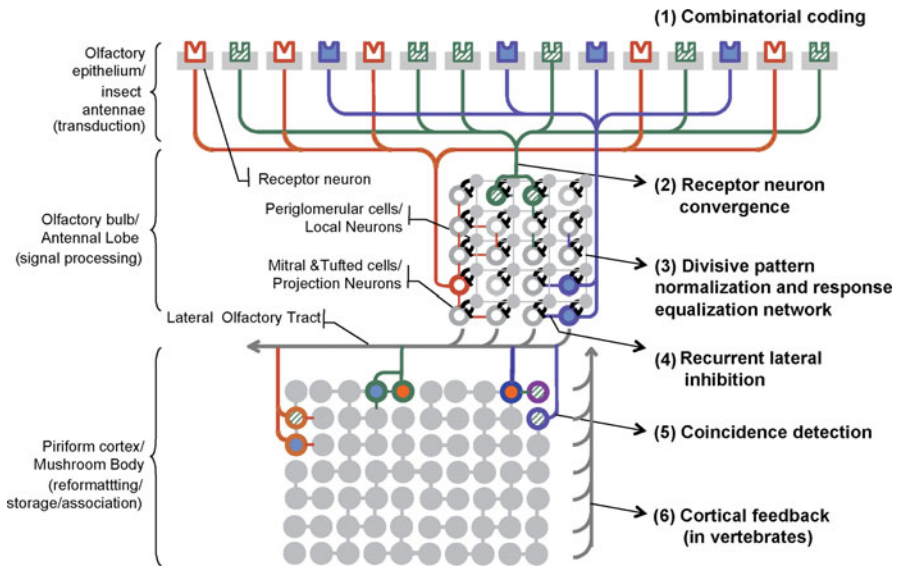 (1) Combinatorial coding
Olfactory
epithelium/
insect
antennae
(transduction)
Receptor neuron
(2) Receptor neuron
convergence
Periglomerular cells/
Local Neurons
Olfactory bulb/
Antennal Lobe
(signal processing)
(3) Divisive pattern
normalization and response
equalization network
Mitral &Tufted cells/
Projection Neurons
Lateral Olfactory Tract
(4) Recurrent lateral
inhibition
(5) Coincidence detection
Piriform cortex/
Mushroom Body
(reformattting/
storage/association)
(6) Cortical feedback
(in vertebrates)